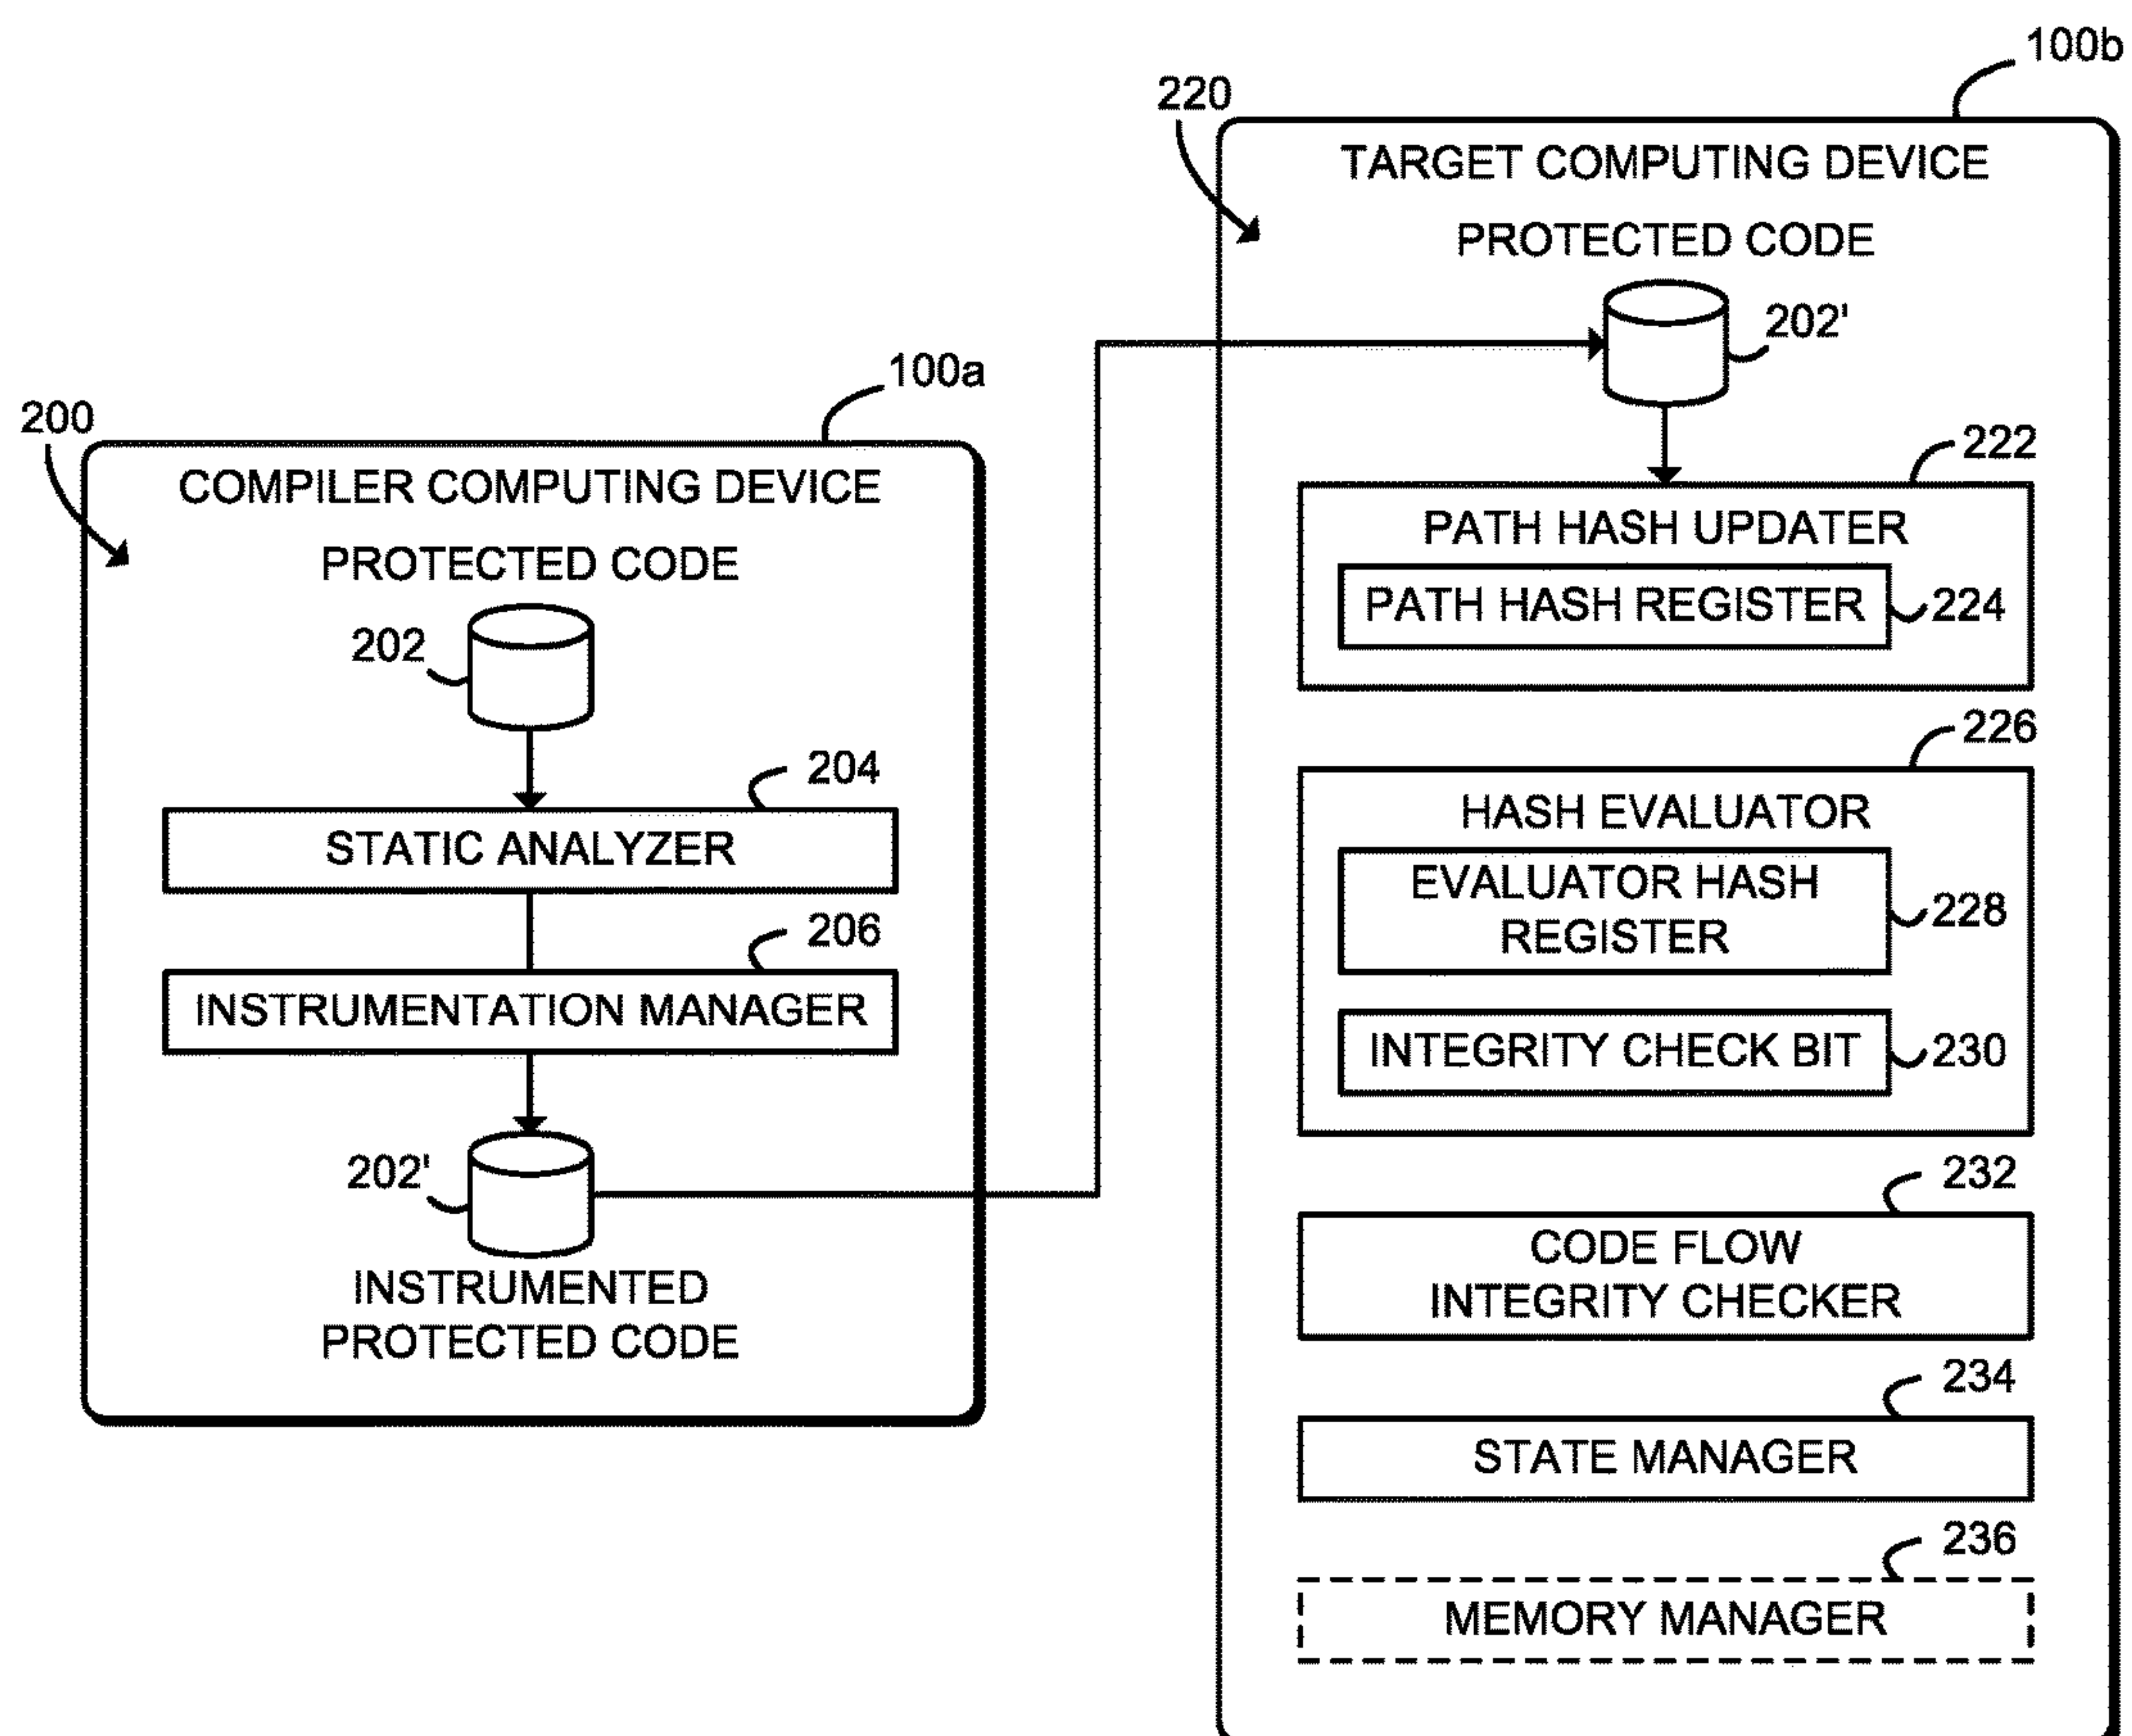 100b
220
TARGET COMPUTING DEVICE
PROTECTED CODE
202'
100a
200
COMPILER COMPUTING DEVICE
PROTECTED CODE
202
204
STATIC ANALYZER
206
INSTRUMENTATION MANAGER
202'
INSTRUMENTED
PROTECTED CODE
222
PATH HASH UPDATER
PATH HASH REGISTER
224
226
HASH EVALUATOR
EVALUATOR HASH
REGISTER
228
INTEGRITY CHECK BIT
230
232
CODE FLOW
INTEGRITY CHECKER
234
STATE MANAGER
236
MEMORY MANAGER